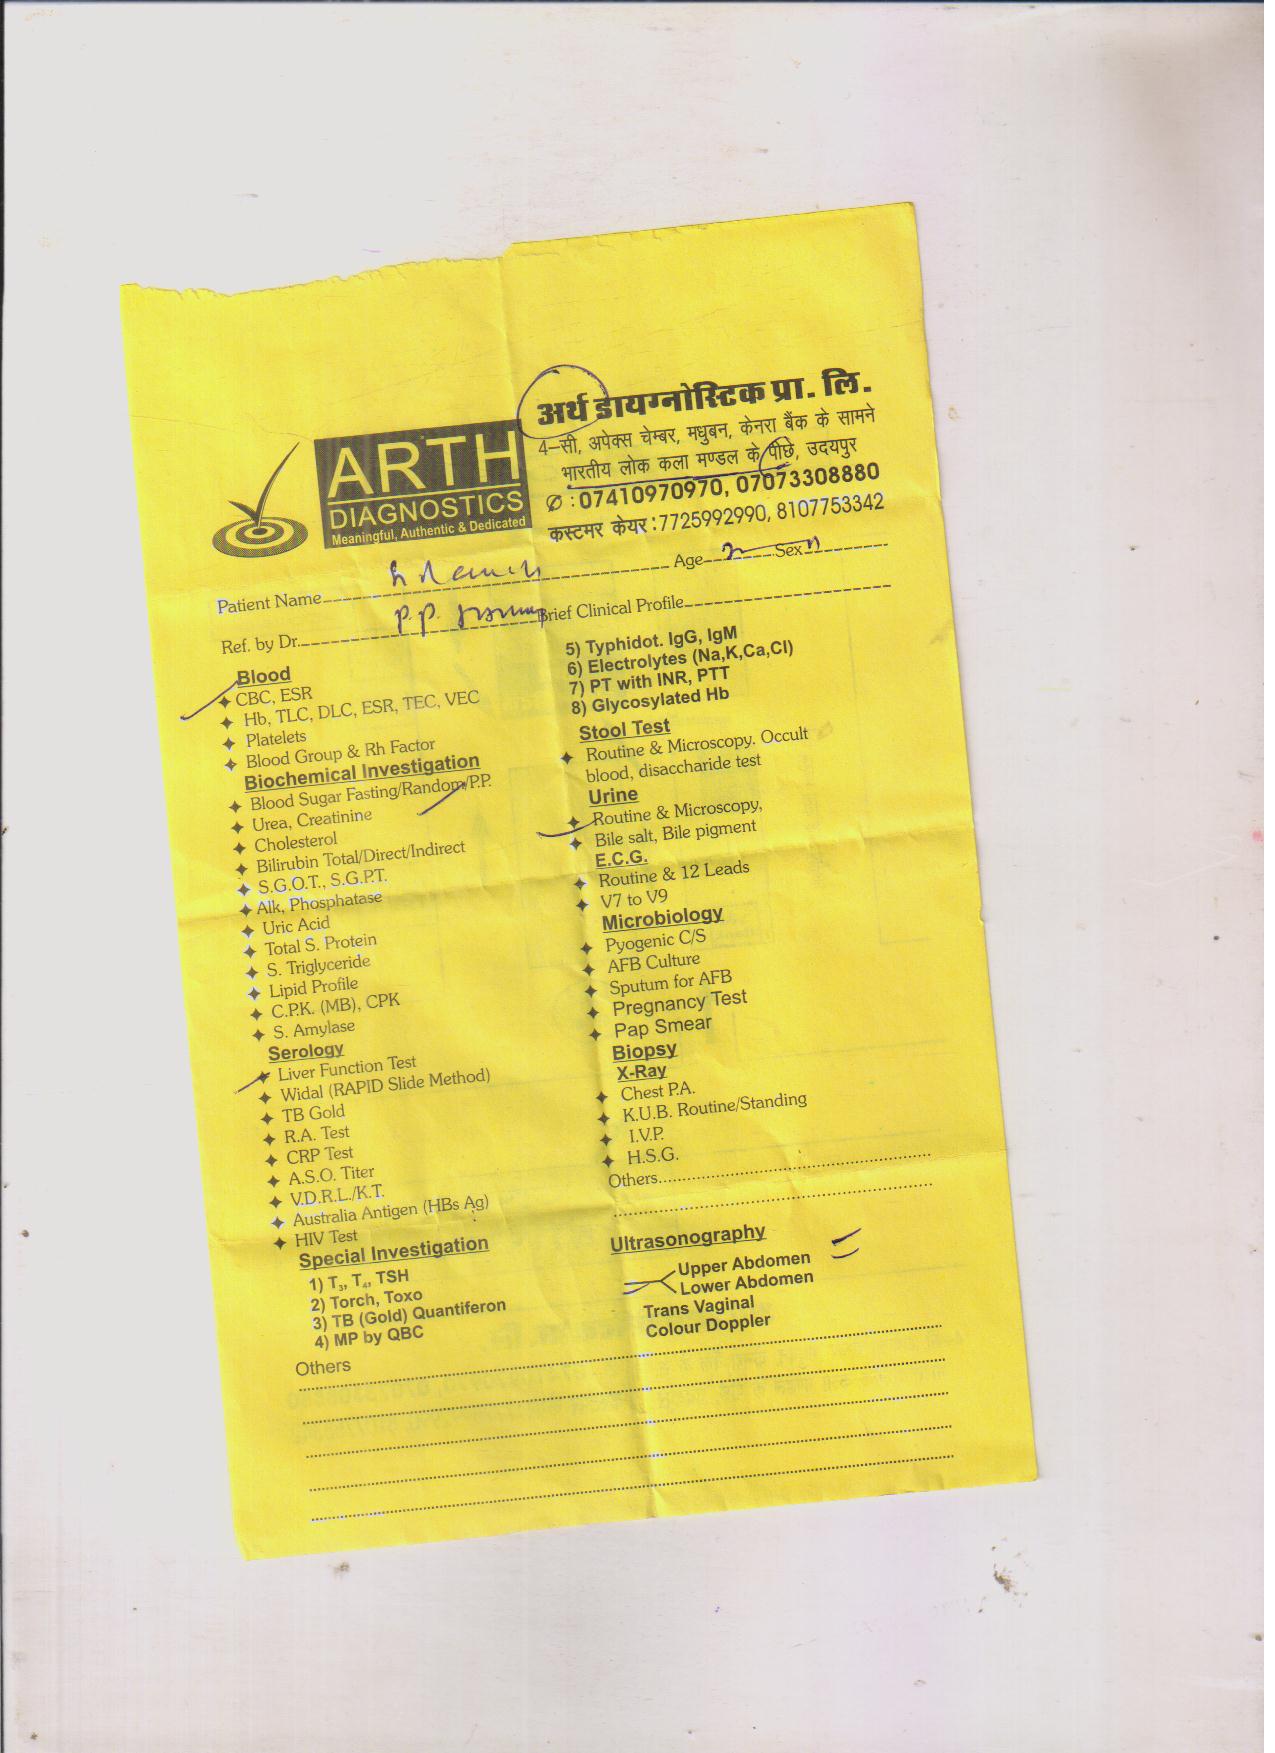 अर्थ डायग्नोस्टिक प्रा. लि.
4–सी, अपेक्स चेम्बर, मधुबन, केनरा बैंक के सामने
भारतीय लोक कला मण्डल के पीछे, उदयपुर
✆ : 07410970970, 07073308880
कस्टमर केयर : 7725992990, 8107753342
ARTH
DIAGNOSTICS
Meaningful, Authentic & Dedicated
Patient Name Age Sex
Ref. by Dr. P.P. Brief Clinical Profile
Blood
CBC, ESR
Hb, TLC, DLC, ESR, TEC, VEC
Platelets
Blood Group & Rh Factor
Biochemical Investigation
Blood Sugar Fasting/Random/P.P.
Urea, Creatinine
Cholesterol
Bilirubin Total/Direct/Indirect
S.G.O.T., S.G.P.T.
Alk, Phosphatase
Uric Acid
Total S. Protein
S. Triglyceride
Lipid Profile
C.P.K. (MB), CPK
S. Amylase
Serology
Liver Function Test
Widal (RAPID Slide Method)
TB Gold
R.A. Test
CRP Test
A.S.O. Titer
V.D.R.L./K.T.
Australia Antigen (HBs Ag)
HIV Test
Special Investigation
1) T₃, T₄, TSH
2) Torch, Toxo
3) TB (Gold) Quantiferon
4) MP by QBC
5) Typhidot. IgG, IgM
6) Electrolytes (Na,K,Ca,Cl)
7) PT with INR, PTT
8) Glycosylated Hb
Stool Test
Routine & Microscopy. Occult
blood, disaccharide test
Urine
Routine & Microscopy,
Bile salt, Bile pigment
E.C.G.
Routine & 12 Leads
V7 to V9
Microbiology
Pyogenic C/S
AFB Culture
Sputum for AFB
Pregnancy Test
Pap Smear
Biopsy
X-Ray
Chest P.A.
K.U.B. Routine/Standing
I.V.P.
H.S.G.
Others
Ultrasonography
Upper Abdomen
Lower Abdomen
Trans Vaginal
Colour Doppler
Others